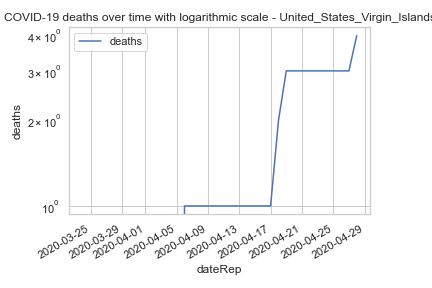 COVID-19 deaths over time with logarithmic scale - United_States_Virgin_Islands
deaths
4 × 10⁰
3 × 10⁰
2 × 10⁰
10⁰
deaths
2020-03-25
2020-03-29
2020-04-01
2020-04-05
2020-04-09
2020-04-13
2020-04-17
2020-04-21
2020-04-25
2020-04-29
dateRep